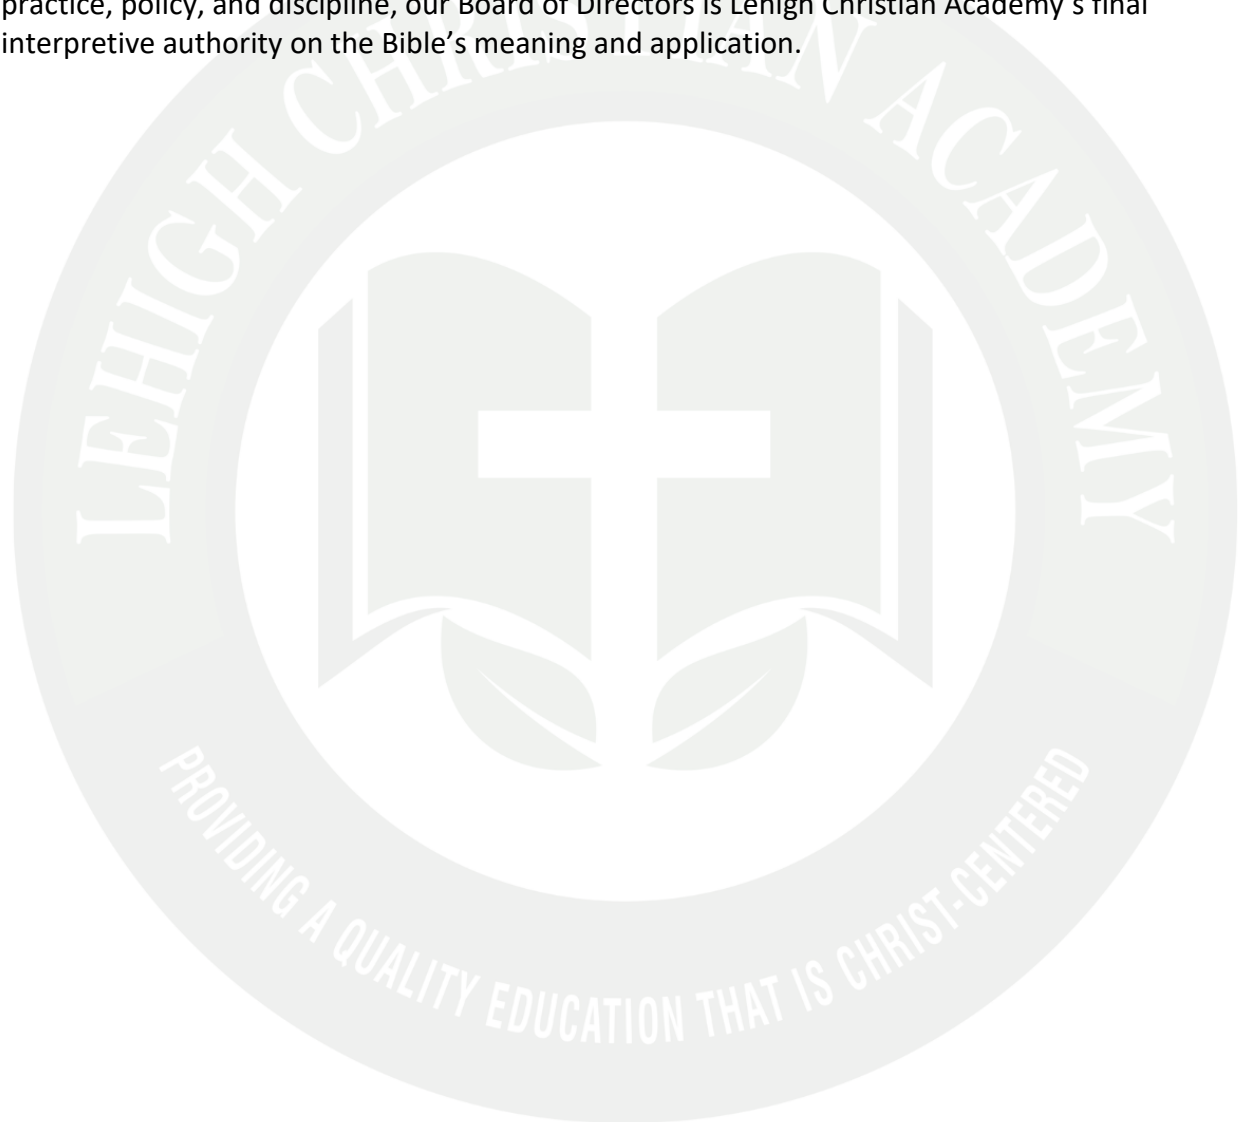 practice, policy, and discipline, our Board of Directors is Lehigh Christian Academy’s final
interpretive authority on the Bible’s meaning and application.
LEHIGH CHRISTIAN ACADEMY
PROVIDING A QUALITY EDUCATION THAT IS CHRIST-CENTERED